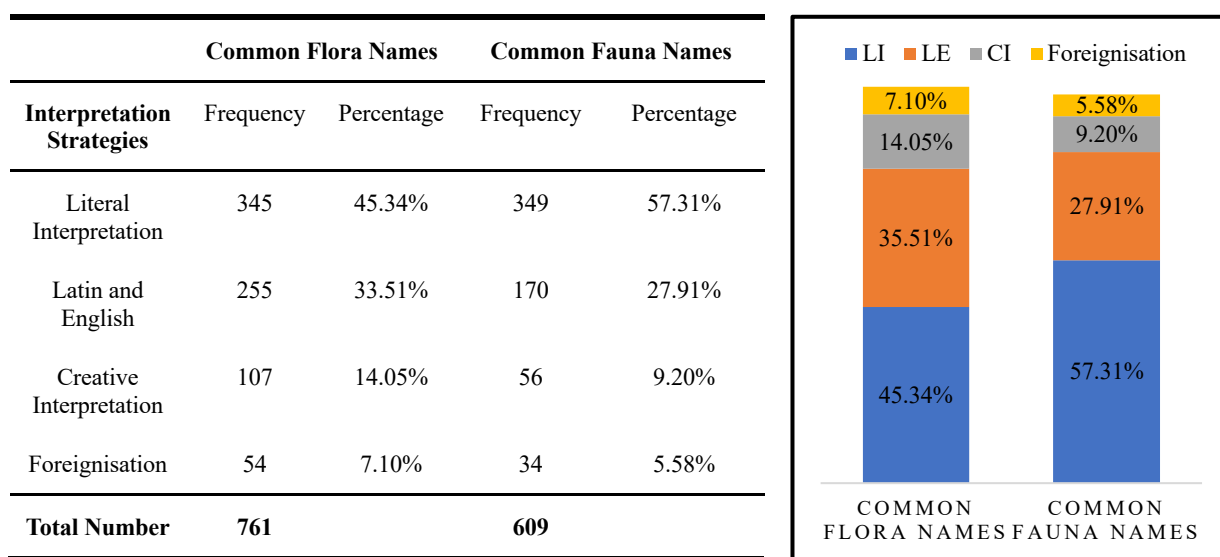 Common Flora Names Common Fauna Names
Interpretation Strategies Frequency Percentage Frequency Percentage
Literal Interpretation 345 45.34% 349 57.31%
Latin and English 255 33.51% 170 27.91%
Creative Interpretation 107 14.05% 56 9.20%
Foreignisation 54 7.10% 34 5.58%
Total Number 761 609
LI LE CI Foreignisation
7.10% 5.58%
14.05% 9.20%
35.51% 27.91%
45.34% 57.31%
COMMON COMMON
FLORA NAMES FAUNA NAMES